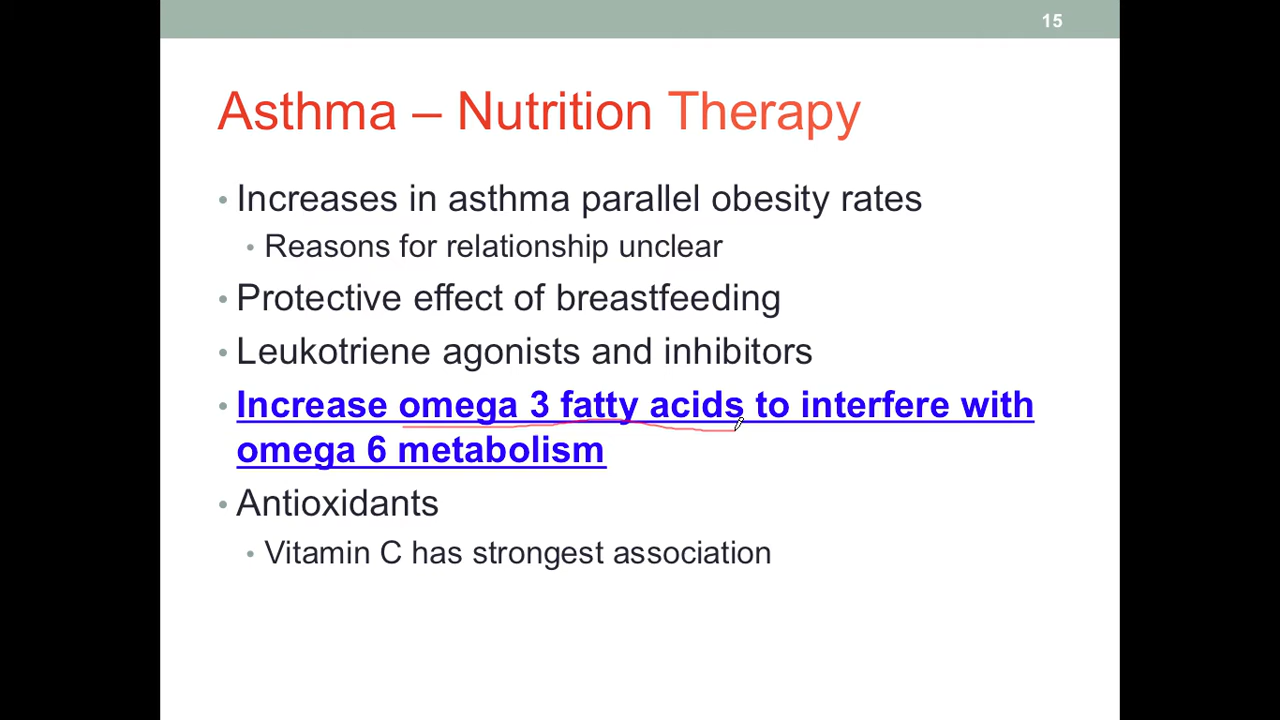 15
Asthma – Nutrition Therapy
• Increases in asthma parallel obesity rates
• Reasons for relationship unclear
• Protective effect of breastfeeding
• Leukotriene agonists and inhibitors
• Increase omega 3 fatty acids to interfere with
omega 6 metabolism
• Antioxidants
• Vitamin C has strongest association